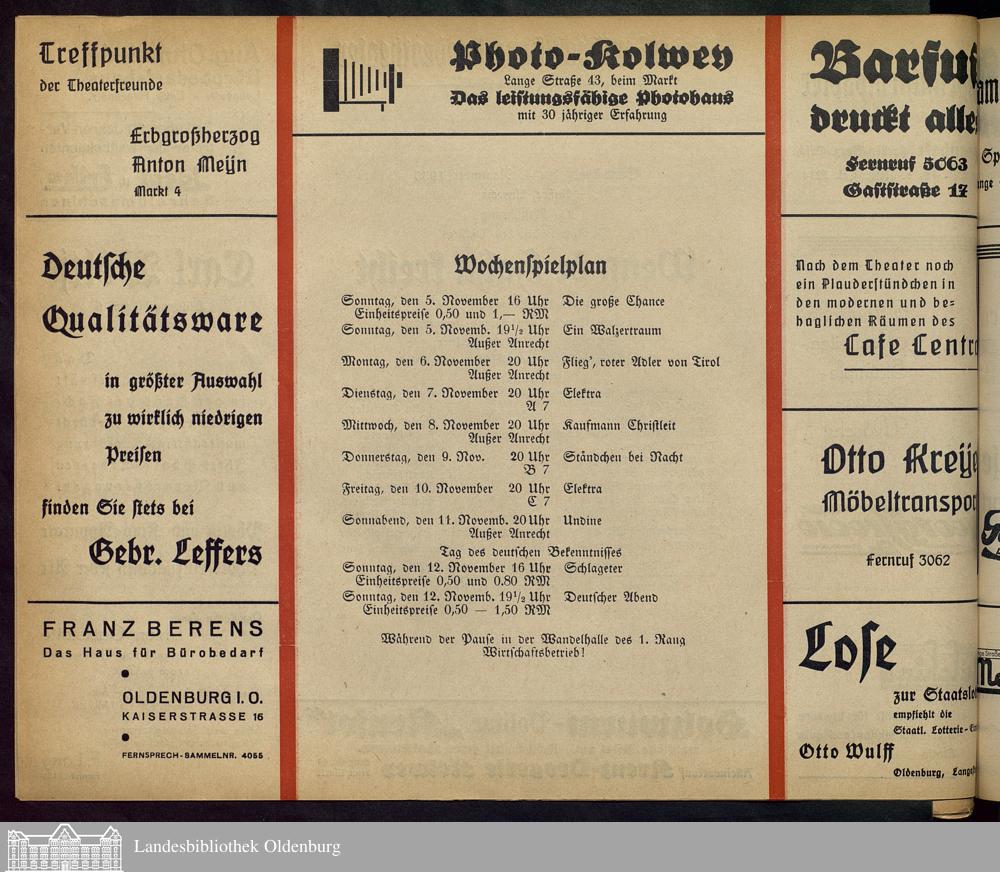 Treffpunkt
der Theaterfreunde
Erbgroßherzog
Anton Meijn
Markt 4
Deutsche
Qualitätsware
in größter Auswahl
zu wirklich niedrigen
Preisen
finden Sie stets bei
Gebr. Leffers
FRANZ BERENS
Das Haus für Bürobedarf
OLDENBURG I. O.
KAISERSTRASSE 16
FERNSPRECH-SAMMELNR. 4055
Photo-Kolwey
Lange Straße 43, beim Markt
Das leistungsfähige Photohaus
mit 30 jähriger Erfahrung
Wochenspielplan
Sonntag, den 5. November 16 Uhr Die große Chance
Einheitspreise 0,50 und 1,— RM
Sonntag, den 5. Novemb. 19½ Uhr Ein Walzertraum
Außer Anrecht
Montag, den 6. November 20 Uhr Flieg', roter Adler von Tirol
Außer Anrecht
Dienstag, den 7. November 20 Uhr Elektra
A 7
Mittwoch, den 8. November 20 Uhr Kaufmann Christleit
Außer Anrecht
Donnerstag, den 9. Nov. 20 Uhr Ständchen bei Nacht
B 7
Freitag, den 10. November 20 Uhr Elektra
C 7
Sonnabend, den 11. Novemb. 20 Uhr Undine
Außer Anrecht
Tag des deutschen Bekenntnisses
Sonntag, den 12. November 16 Uhr Schlageter
Einheitspreise 0,50 und 0.80 RM
Sonntag, den 12. Novemb. 19½ Uhr Deutscher Abend
Einheitspreise 0,50 — 1,50 RM
Während der Pause in der Wandelhalle des 1. Rang
Wirtschaftsbetrieb!
Barfuß
druckt alle
Fernruf 5063
Gaststraße 17
Nach dem Theater noch
ein Plauderstündchen in
den modernen und be-
haglichen Räumen des
Cafe Centr
Otto Kreye
Möbeltranspor
Fernruf 3062
Lose
zur Staatslo
empfiehlt die
Staatl. Lotterie-Ein
Otto Wulff
Oldenburg, Lange
Landesbibliothek Oldenburg